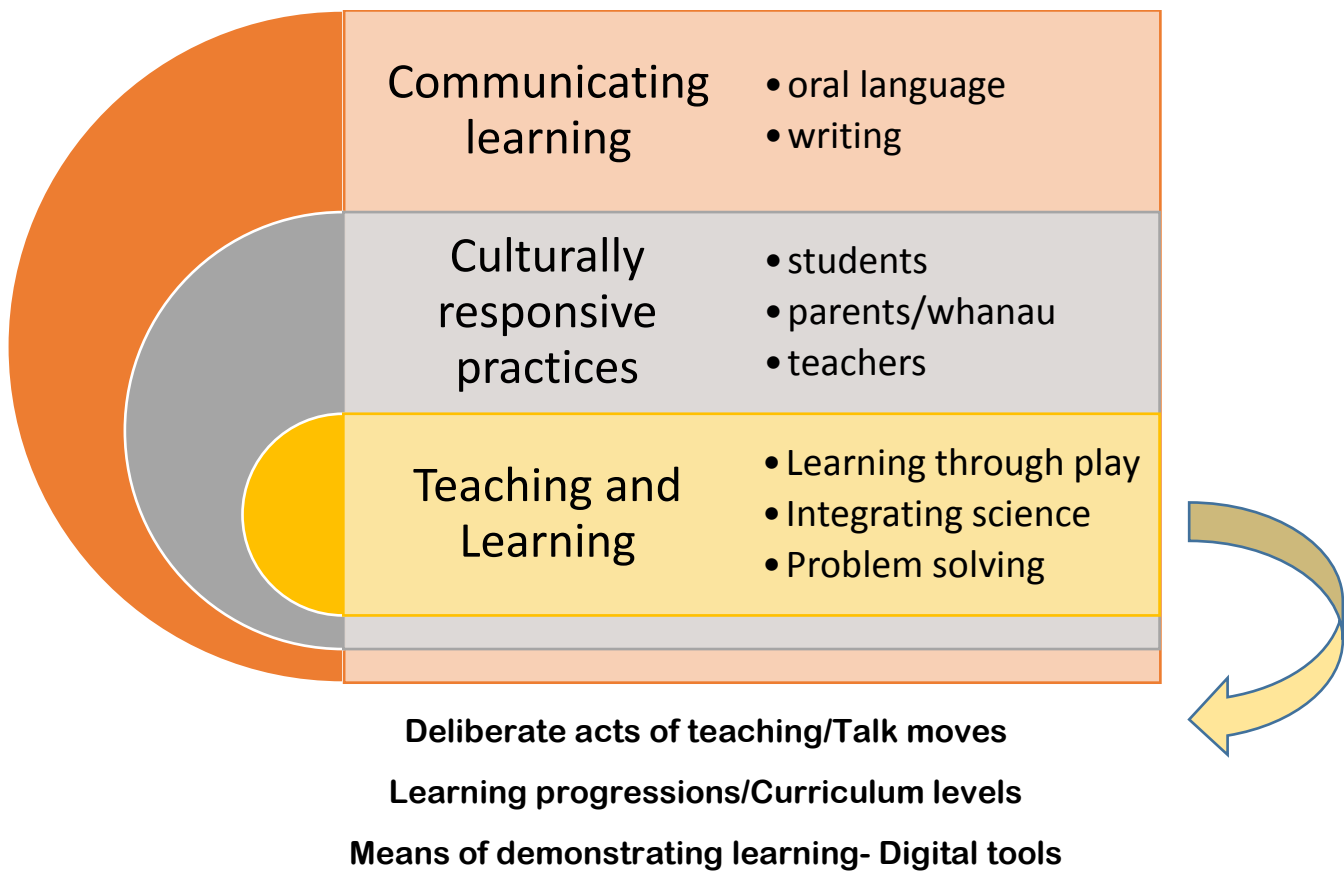 Communicating
learning
• oral language
• writing
Culturally
responsive
practices
• students
• parents/whanau
• teachers
Teaching and
Learning
• Learning through play
• Integrating science
• Problem solving
Deliberate acts of teaching/Talk moves
Learning progressions/Curriculum levels
Means of demonstrating learning- Digital tools